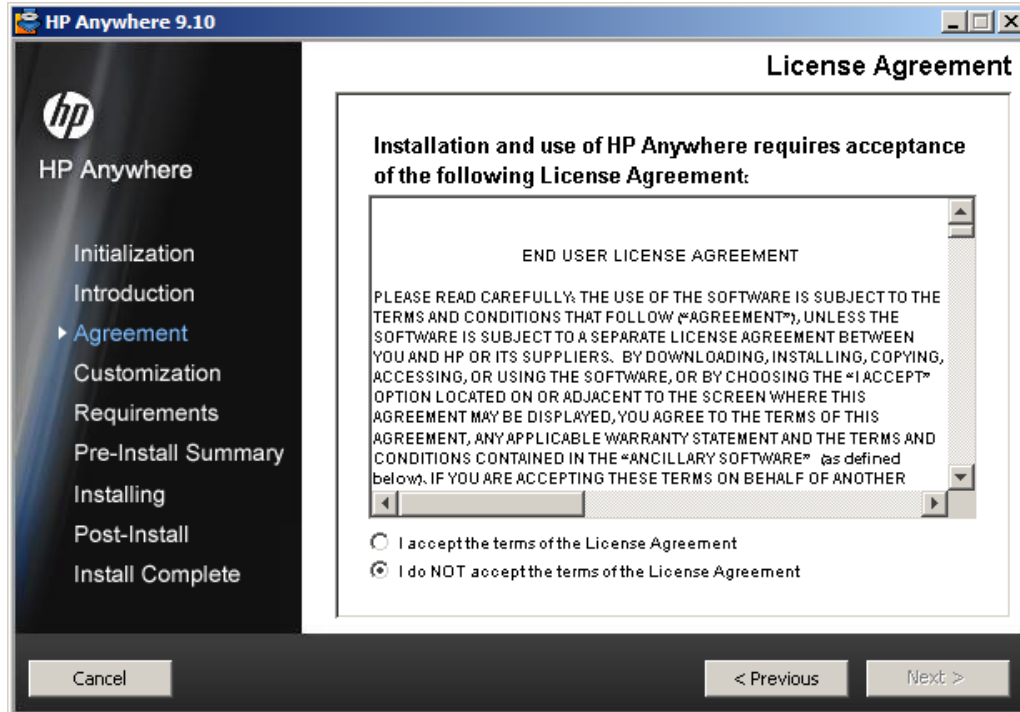 HP Anywhere 9.10
License Agreement
hp
HP Anywhere
Initialization
Introduction
Agreement
Customization
Requirements
Pre-Install Summary
Installing
Post-Install
Install Complete
Installation and use of HP Anywhere requires acceptance
of the following License Agreement:
END USER LICENSE AGREEMENT
PLEASE READ CAREFULLY: THE USE OF THE SOFTWARE IS SUBJECT TO THE
TERMS AND CONDITIONS THAT FOLLOW ("AGREEMENT"), UNLESS THE
SOFTWARE IS SUBJECT TO A SEPARATE LICENSE AGREEMENT BETWEEN
YOU AND HP OR ITS SUPPLIERS.  BY DOWNLOADING, INSTALLING, COPYING,
ACCESSING, OR USING THE SOFTWARE, OR BY CHOOSING THE "I ACCEPT"
OPTION LOCATED ON OR ADJACENT TO THE SCREEN WHERE THIS
AGREEMENT MAY BE DISPLAYED, YOU AGREE TO THE TERMS OF THIS
AGREEMENT, ANY APPLICABLE WARRANTY STATEMENT AND THE TERMS AND
CONDITIONS CONTAINED IN THE "ANCILLARY SOFTWARE"  (as defined
below). IF YOU ARE ACCEPTING THESE TERMS ON BEHALF OF ANOTHER
I accept the terms of the License Agreement
I do NOT accept the terms of the License Agreement
Cancel
< Previous
Next >